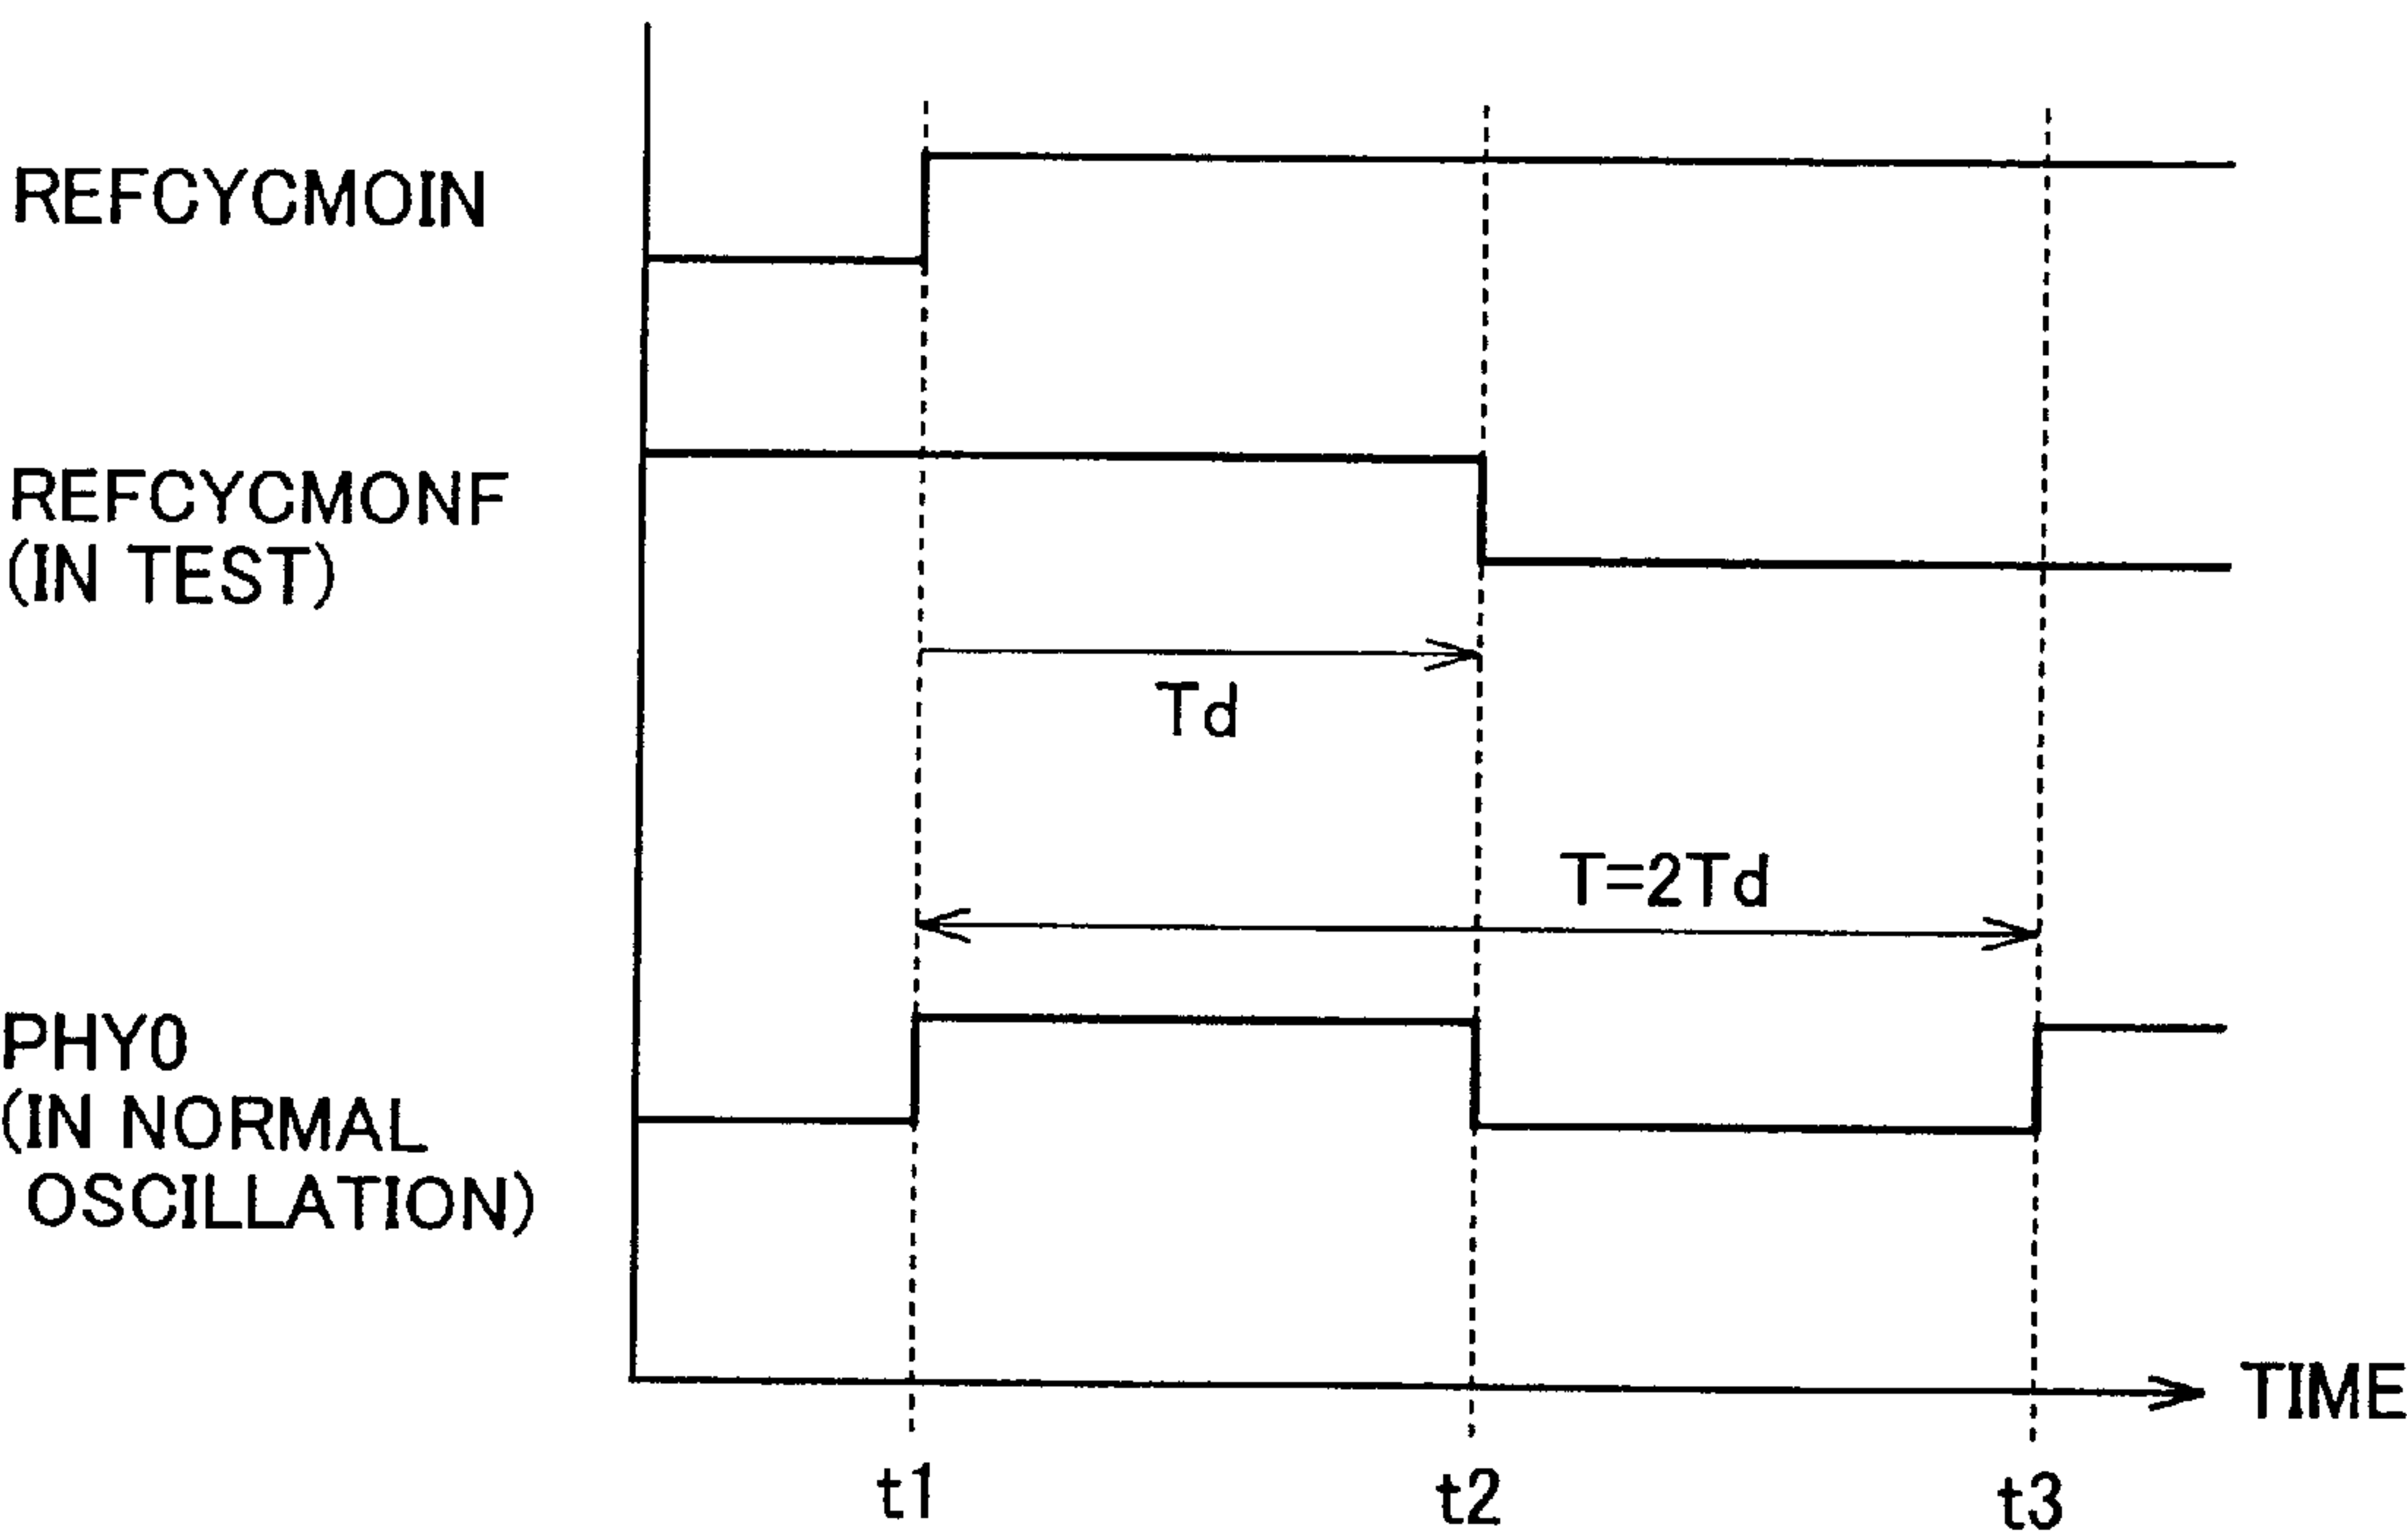 REFCYCMOIN
REFCYCMONF
(IN TEST)
Td
T=2Td
PHY0
(IN NORMAL
OSCILLATION)
TIME
t1
t2
t3